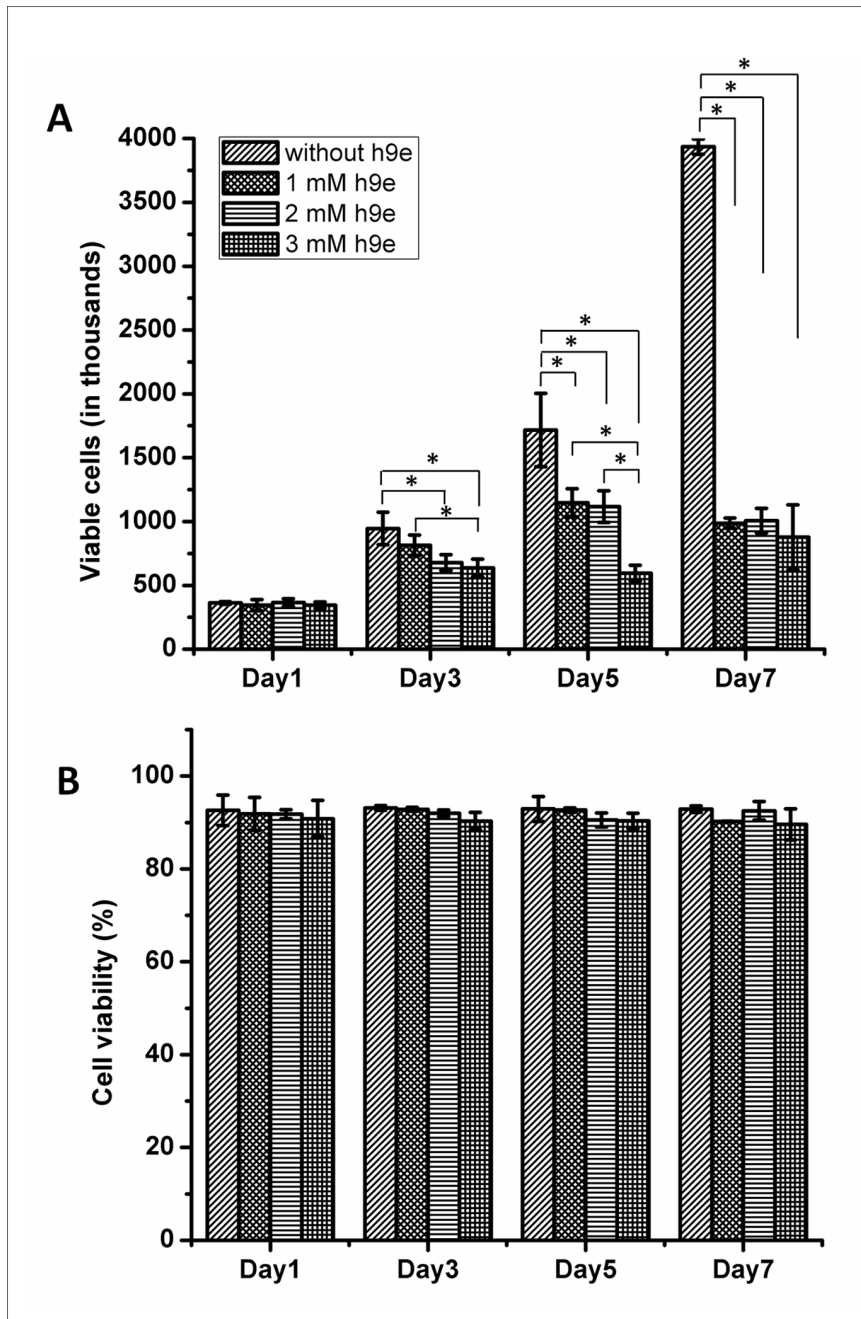 A
* 
*
*
4000
without h9e
1 mM h9e
2 mM h9e
3 mM h9e
3500
3000
2500
*
2000
*
*
*
1500
*
*
*
*
1000
500
0
Viable cells (in thousands)
Day1 Day3 Day5 Day7
B
100
80
60
40
20
0
Cell viability (%)
Day1 Day3 Day5 Day7